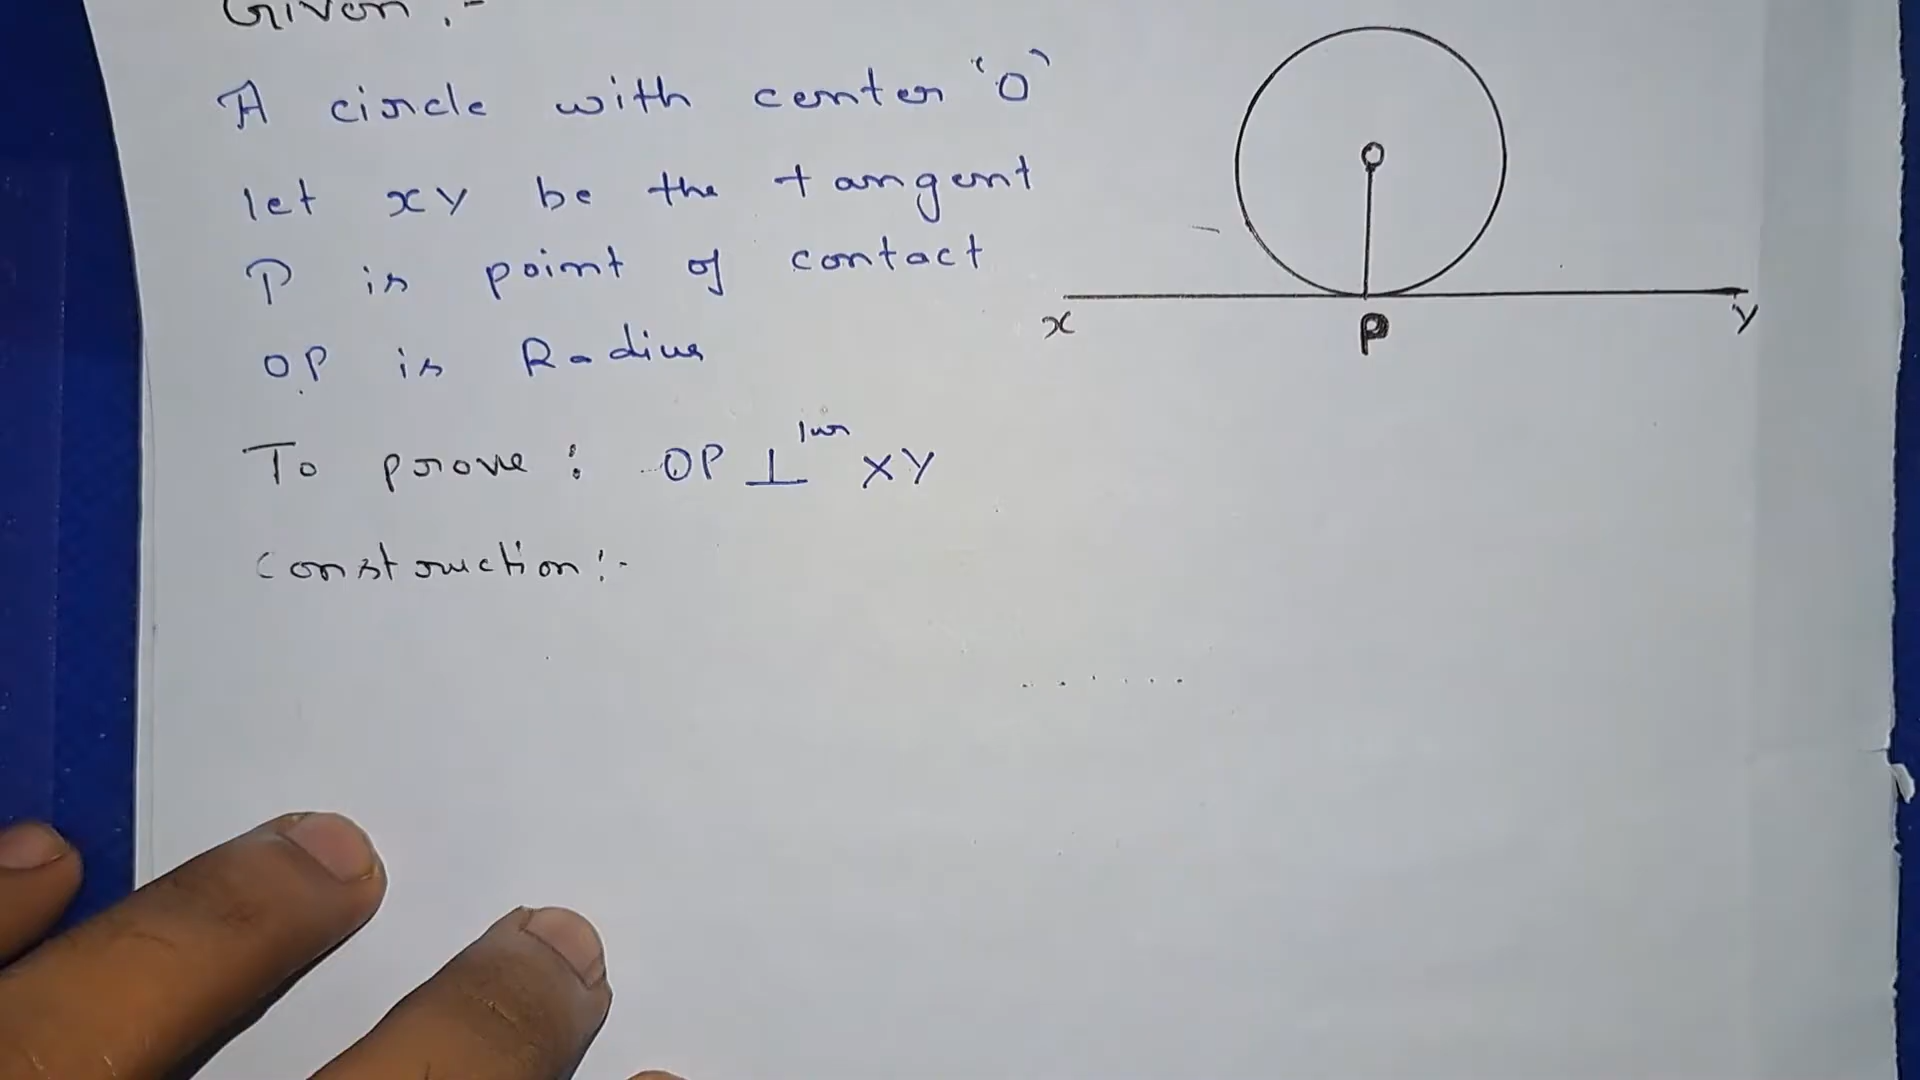 Given :-
A circle with center "O"
let xy be the tangent
P is point of contact
OP is Radius
To prove : OP ⊥lur XY
Construction :-
O
x
P
y